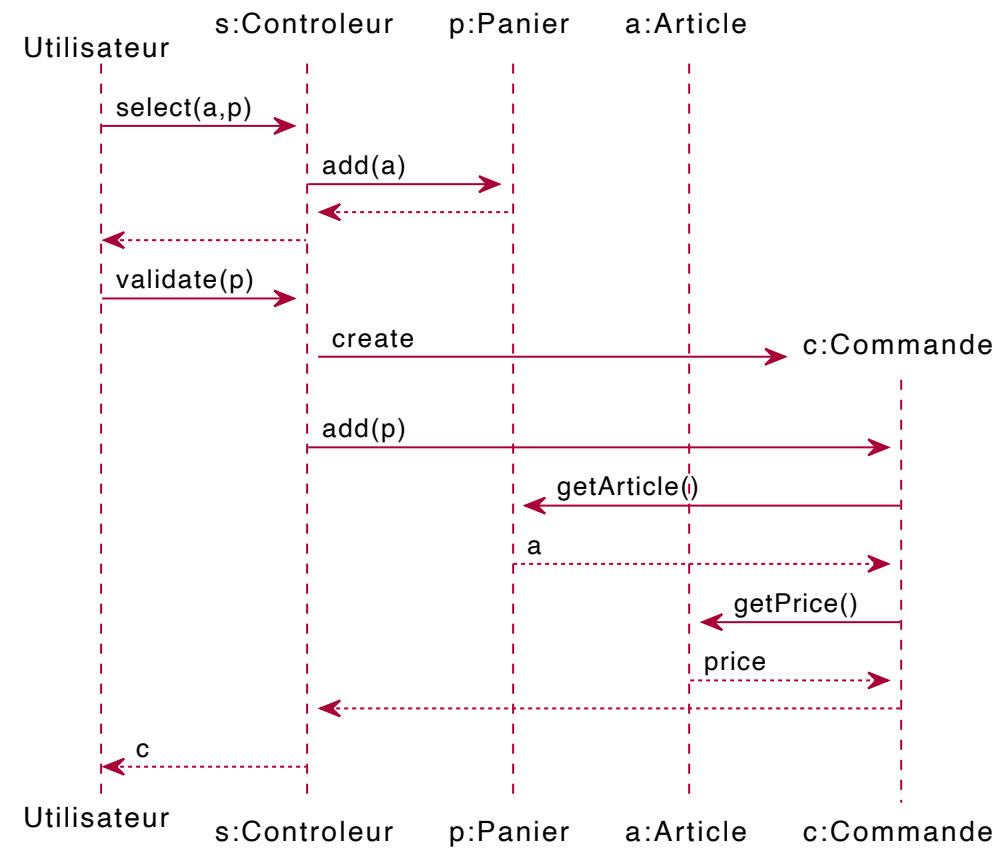 s:Controleur p:Panier a:Article
Utilisateur
select(a,p)
add(a)
validate(p)
create
c:Commande
add(p)
getArticle()
a
getPrice()
price
c
Utilisateur s:Controleur p:Panier a:Article c:Commande